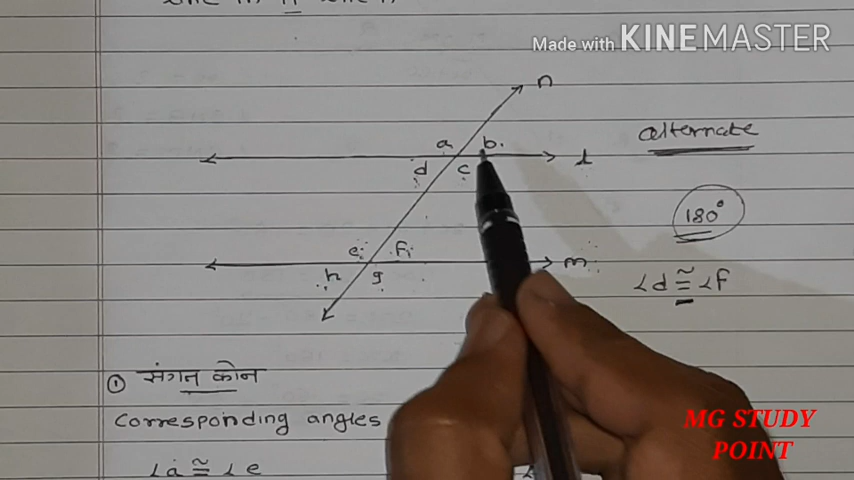 Made with KINEMASTER
n
a b.
alternate
d c
l
180°
e f
m
h g
∠d ≅ ∠f
① संगत कोन
Corresponding angles
∠a ≅ ∠e
MG STUDY
POINT